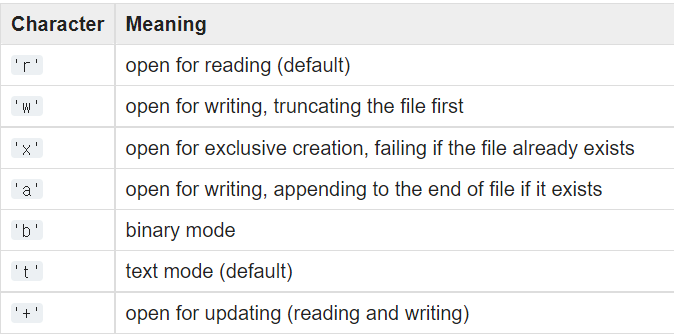 Character Meaning
'r' open for reading (default)
'w' open for writing, truncating the file first
'x' open for exclusive creation, failing if the file already exists
'a' open for writing, appending to the end of file if it exists
'b' binary mode
't' text mode (default)
'+' open for updating (reading and writing)